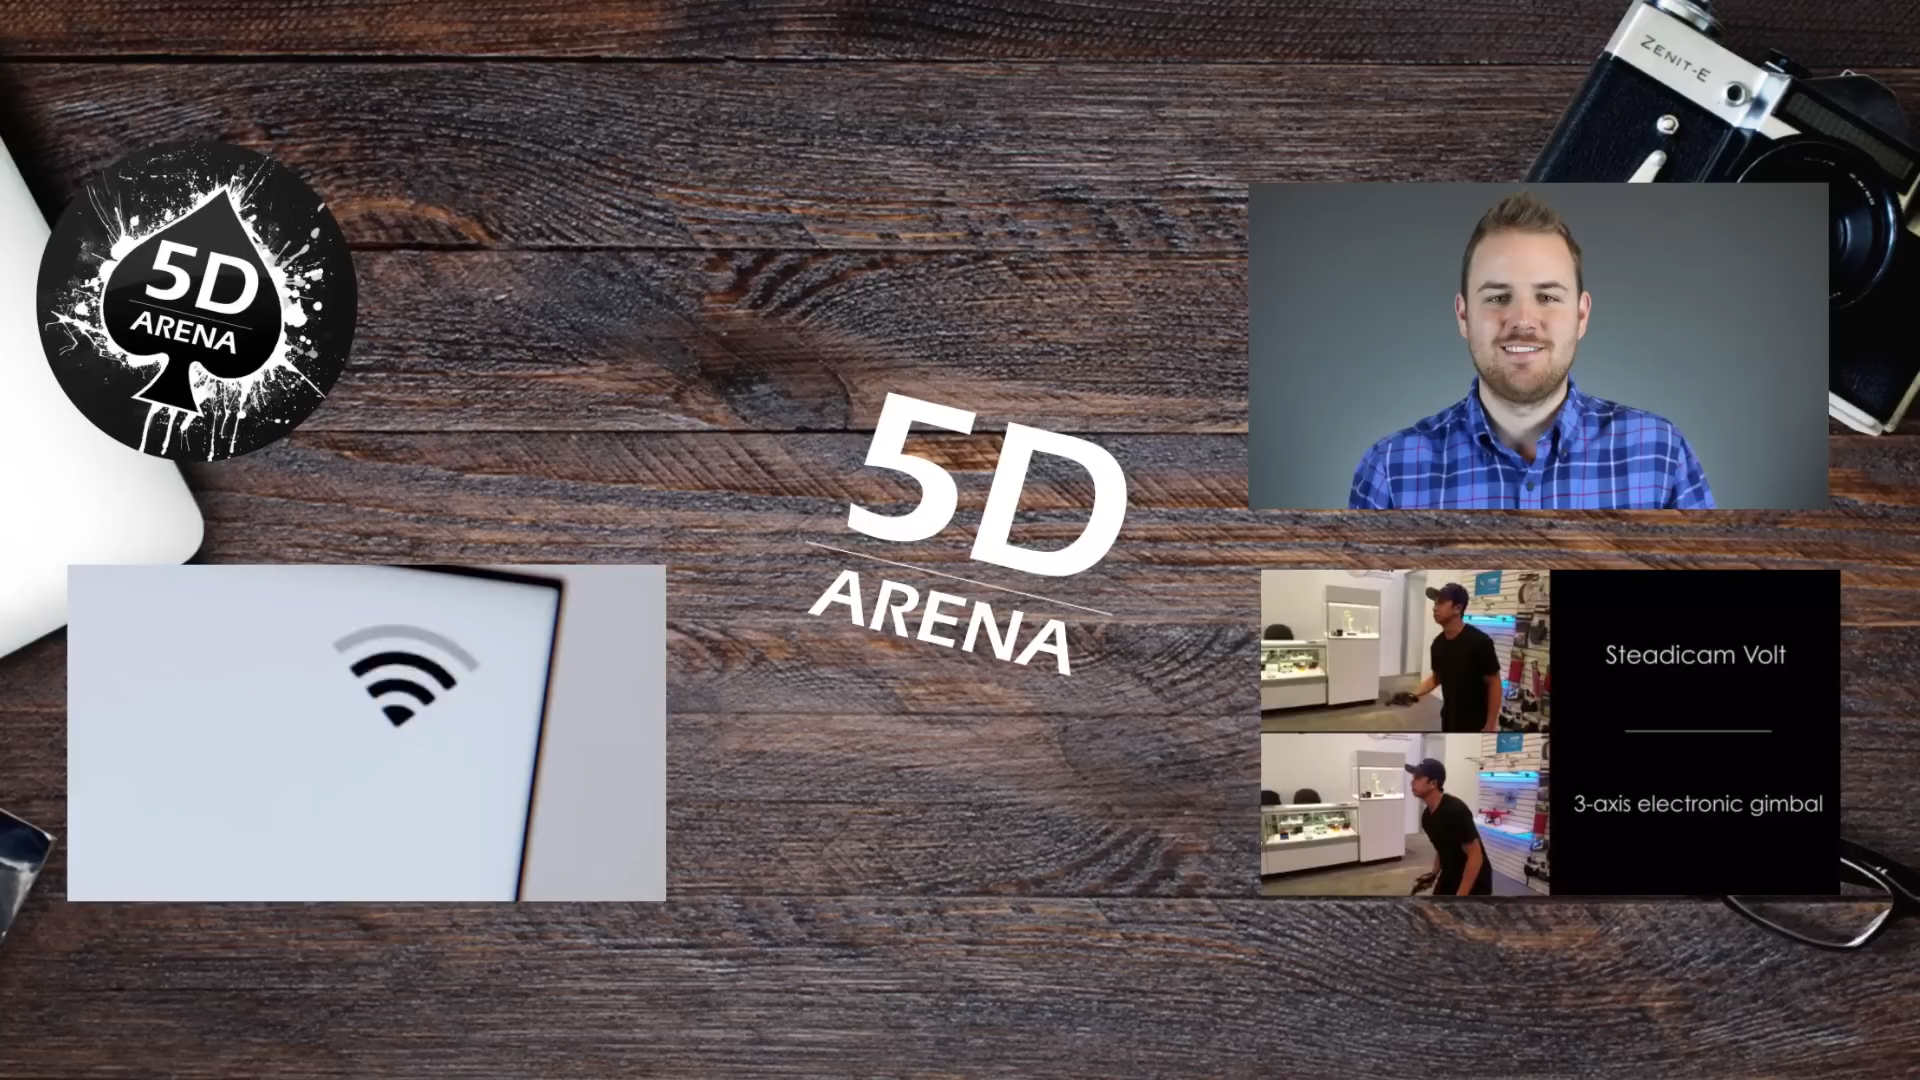 ZENIT-E
5D
ARENA
5D
ARENA
Steadicam Volt
3-axis electronic gimbal